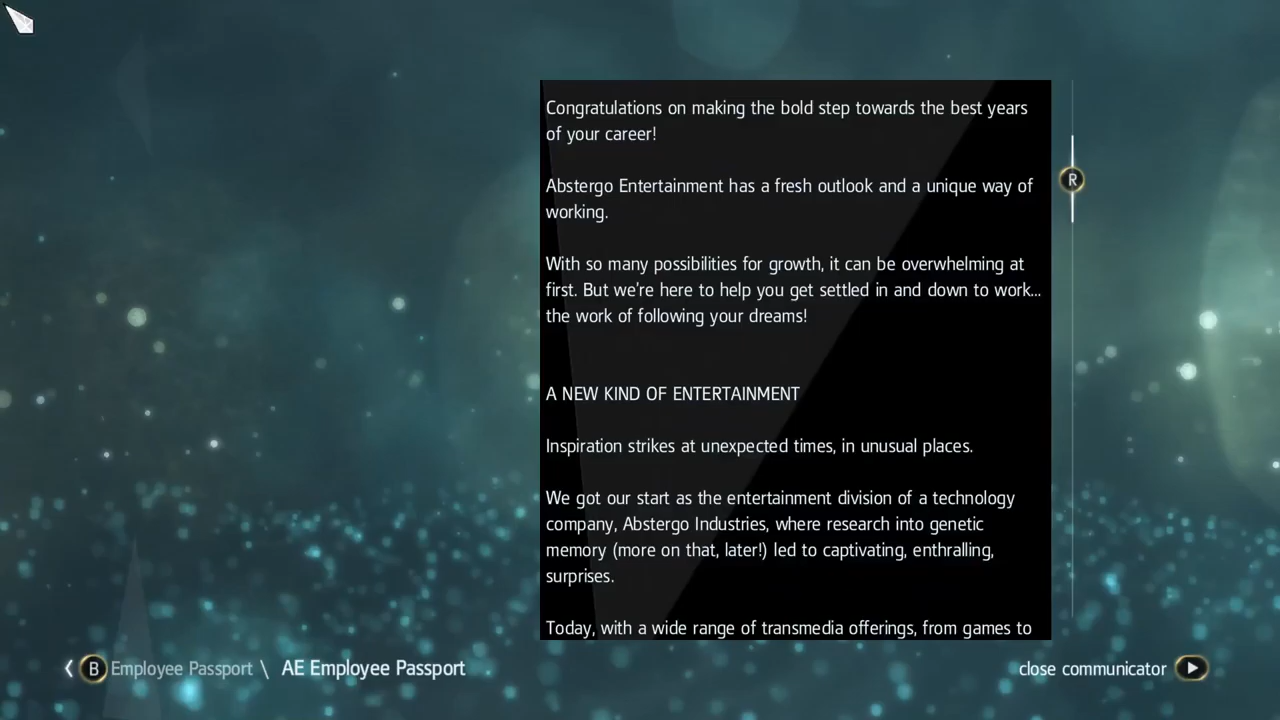 Congratulations on making the bold step towards the best years
of your career!
Abstergo Entertainment has a fresh outlook and a unique way of
working.
With so many possibilities for growth, it can be overwhelming at
first. But we're here to help you get settled in and down to work...
the work of following your dreams!
A NEW KIND OF ENTERTAINMENT
Inspiration strikes at unexpected times, in unusual places.
We got our start as the entertainment division of a technology
company, Abstergo Industries, where research into genetic
memory (more on that, later!) led to captivating, enthralling,
surprises.
Today, with a wide range of transmedia offerings, from games to
R
B Employee Passport \ AE Employee Passport
close communicator